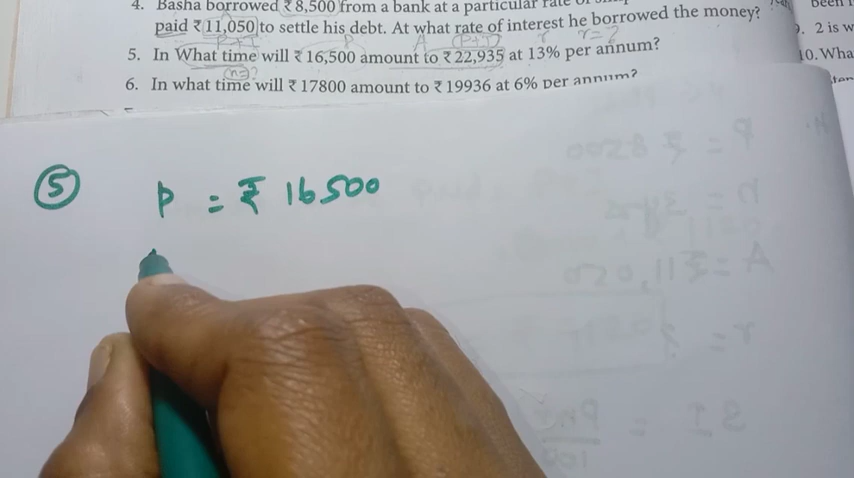 4. Basha borrowed ₹ 8,500 from a bank at a particular rate of
paid ₹ 11,050 to settle his debt. At what rate of interest he borrowed the money?
P+I P A (P+I) r r=?
5. In What time will ₹ 16,500 amount to ₹ 22,935 at 13% per annum?
(n=?
6. In what time will ₹ 17800 amount to ₹ 19936 at 6% per annum?
2 is w
10. Wha
5 P = ₹ 16500